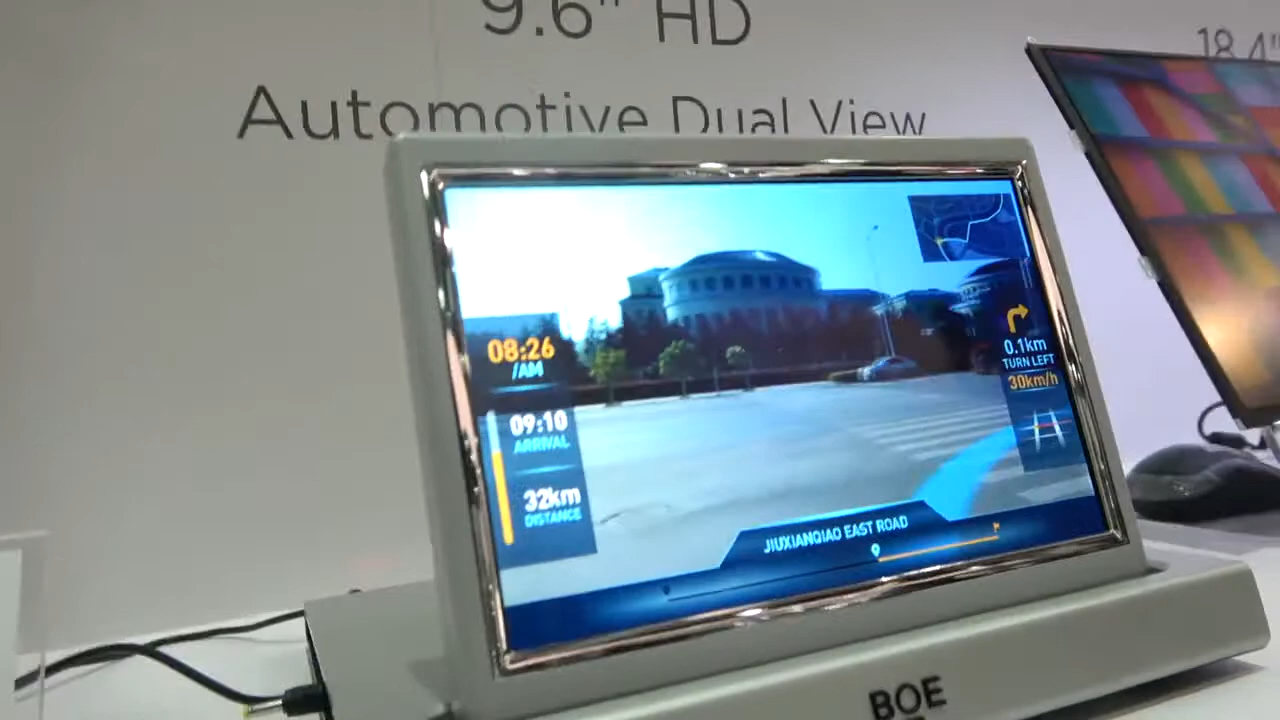 9.6" HD
Automotive Dual View
18.4"
08:26
/AM
09:10
ARRIVAL
32km
DISTANCE
0.1km
TURN LEFT
30km/h
JIUXIANQIAO EAST ROAD
BOE